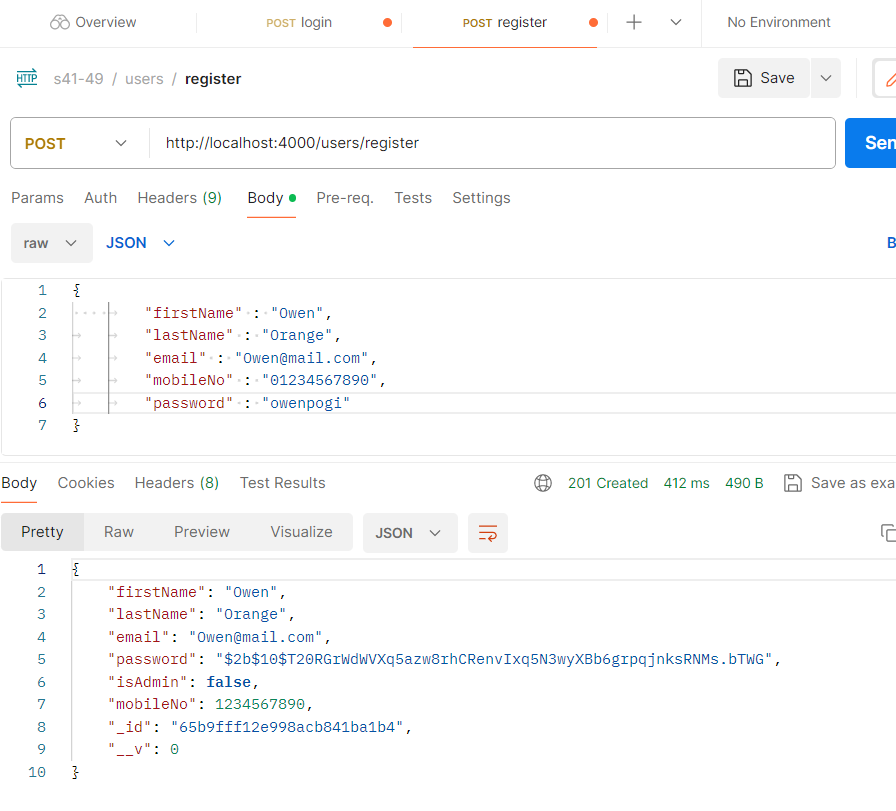 Overview POST login POST register No Environment
HTTP s41-49 / users / register Save
POST http://localhost:4000/users/register Sen
Params Auth Headers (9) Body Pre-req. Tests Settings
raw JSON B
1 {
2 "firstName" : "Owen",
3 "lastName" : "Orange",
4 "email" : "Owen@mail.com",
5 "mobileNo" : "01234567890",
6 "password" : "owenpogi"
7 }
Body Cookies Headers (8) Test Results 201 Created 412 ms 490 B Save as exa
Pretty Raw Preview Visualize JSON
1 {
2 "firstName": "Owen",
3 "lastName": "Orange",
4 "email": "Owen@mail.com",
5 "password": "$2b$10$T20RGrWdWVXq5azw8rhCRenvIxq5N3wyXBb6grpqjnksRNMs.bTWG",
6 "isAdmin": false,
7 "mobileNo": 1234567890,
8 "_id": "65b9fff12e998acb841ba1b4",
9 "__v": 0
10 }